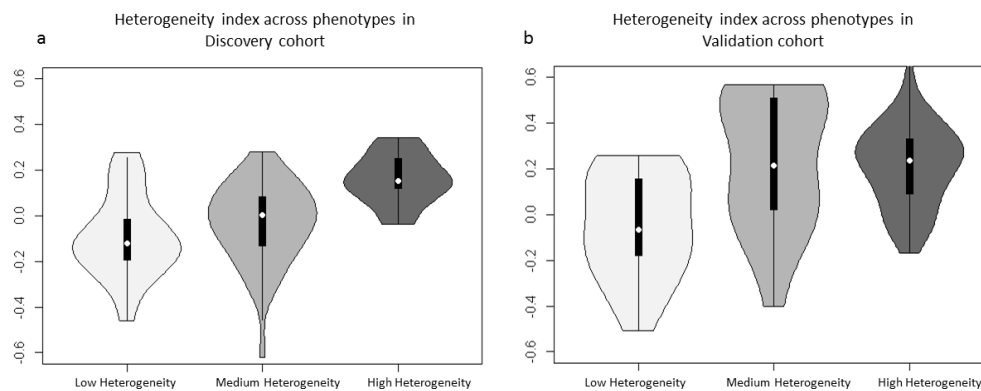 Heterogeneity index across phenotypes in
Discovery cohort
a
0.6
0.4
0.2
0.0
-0.2
-0.4
-0.6
Low Heterogeneity Medium Heterogeneity High Heterogeneity
Heterogeneity index across phenotypes in
Validation cohort
b
0.6
0.4
0.2
0.0
-0.2
-0.4
-0.6
Low Heterogeneity Medium Heterogeneity High Heterogeneity